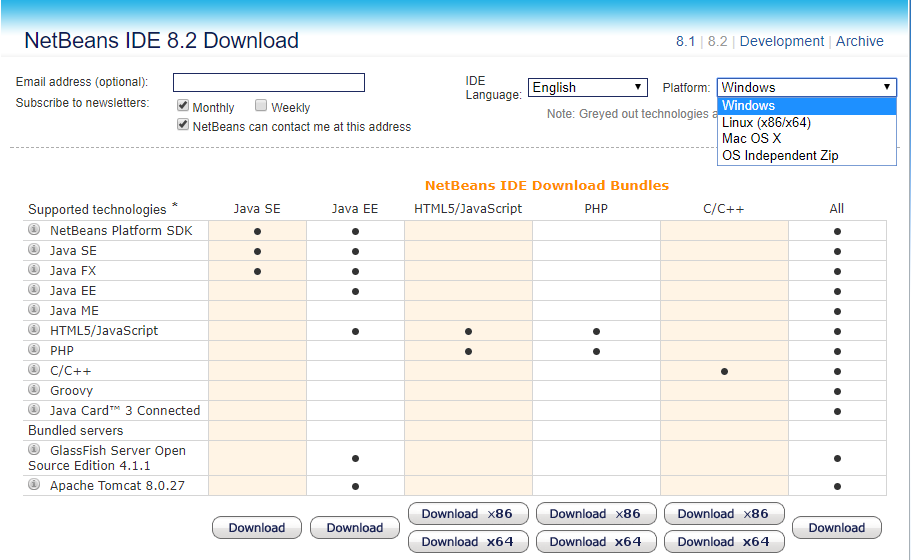 NetBeans IDE 8.2 Download
8.1 | 8.2 | Development | Archive
Email address (optional):
Subscribe to newsletters:
Monthly
Weekly
NetBeans can contact me at this address
IDE
Language:
English
Platform:
Windows
Windows
Linux (x86/x64)
Mac OS X
OS Independent Zip
Note: Greyed out technologies
NetBeans IDE Download Bundles
Supported technologies * Java SE Java EE HTML5/JavaScript PHP C/C++ All
NetBeans Platform SDK • • •
Java SE • • •
Java FX • • •
Java EE • •
Java ME •
HTML5/JavaScript • • • •
PHP • • •
C/C++ • •
Groovy •
Java Card™ 3 Connected •
Bundled servers
GlassFish Server Open
Source Edition 4.1.1 • •
Apache Tomcat 8.0.27 • •
Download Download Download x86 Download x86 Download x86 Download
Download x64 Download x64 Download x64